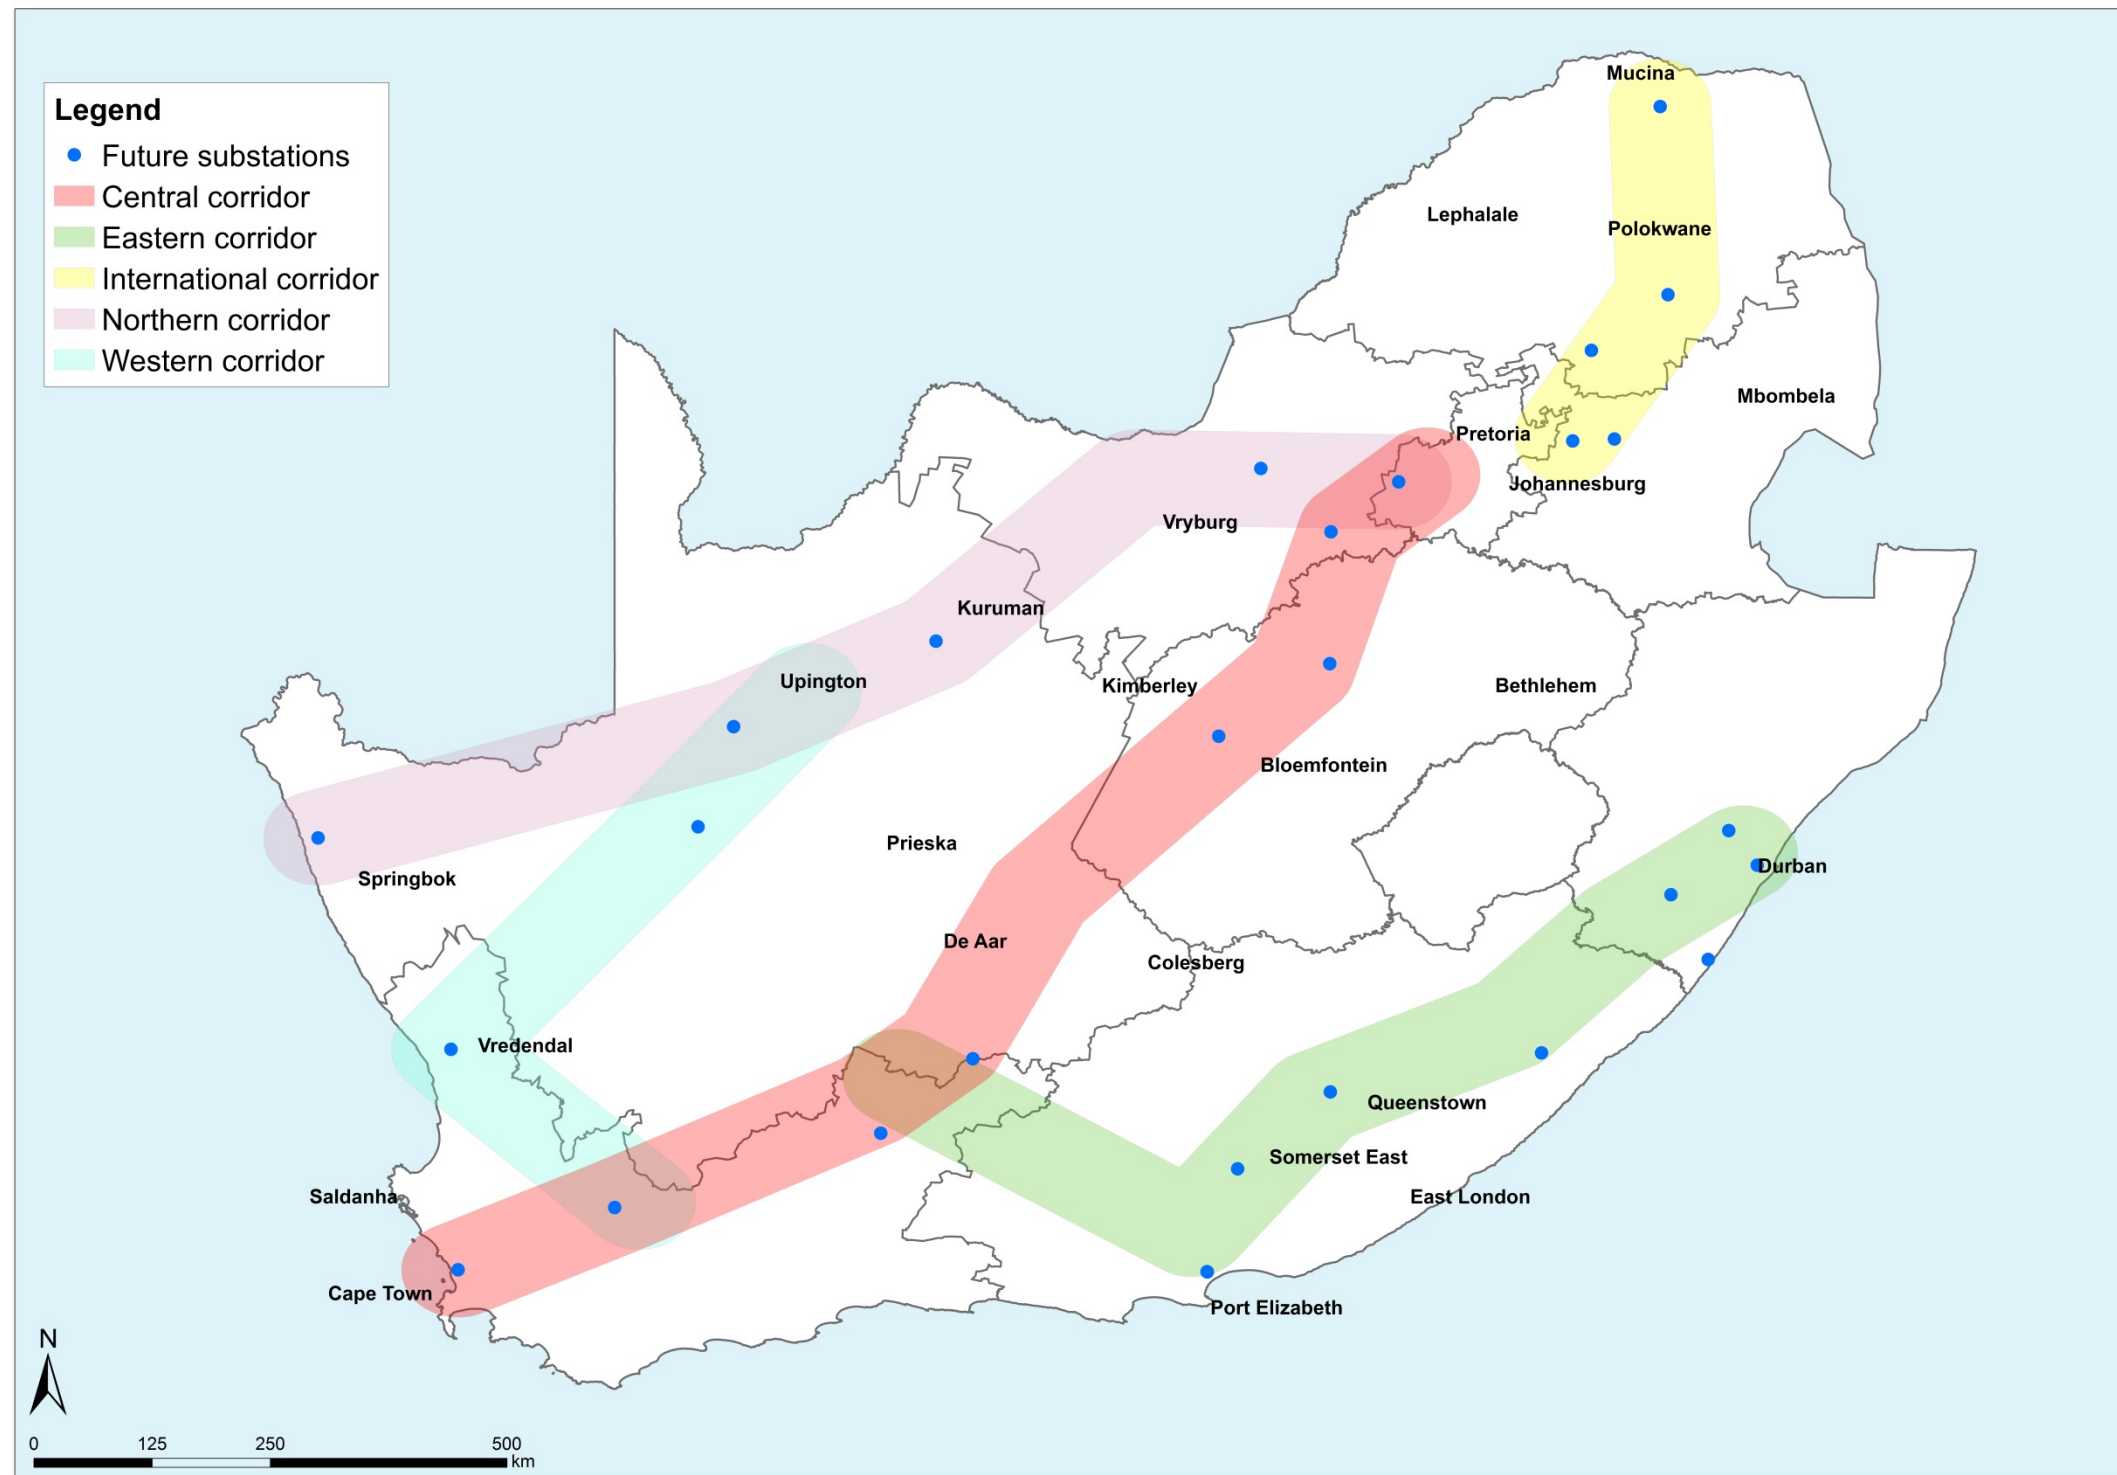 Legend
Future substations
Central corridor
Eastern corridor
International corridor
Northern corridor
Western corridor
Mucina
Lephalale
Polokwane
Mbombela
Pretoria
Johannesburg
Vryburg
Kuruman
Upington
Kimberley
Bethlehem
Bloemfontein
Prieska
Durban
Springbok
De Aar
Colesberg
Vredendal
Queenstown
Somerset East
East London
Saldanha
Cape Town
Port Elizabeth
N
0 125 250 500
km